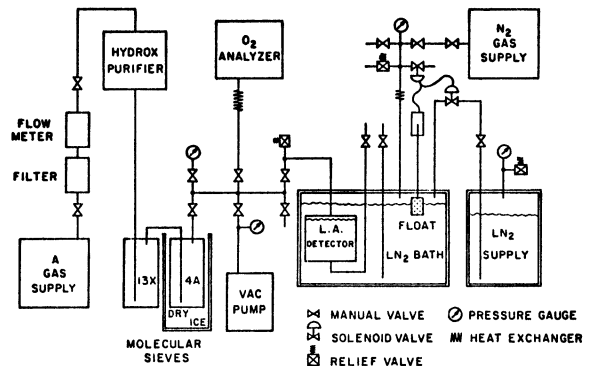 HYDROX
PURIFIER
O2
ANALYZER
N2
GAS
SUPPLY
FLOW
METER
FILTER
A
GAS
SUPPLY
13X
4A
DRY
ICE
MOLECULAR
SIEVES
VAC
PUMP
L.A.
DETECTOR
FLOAT
LN2 BATH
LN2
SUPPLY
MANUAL VALVE
SOLENOID VALVE
RELIEF VALVE
PRESSURE GAUGE
HEAT EXCHANGER